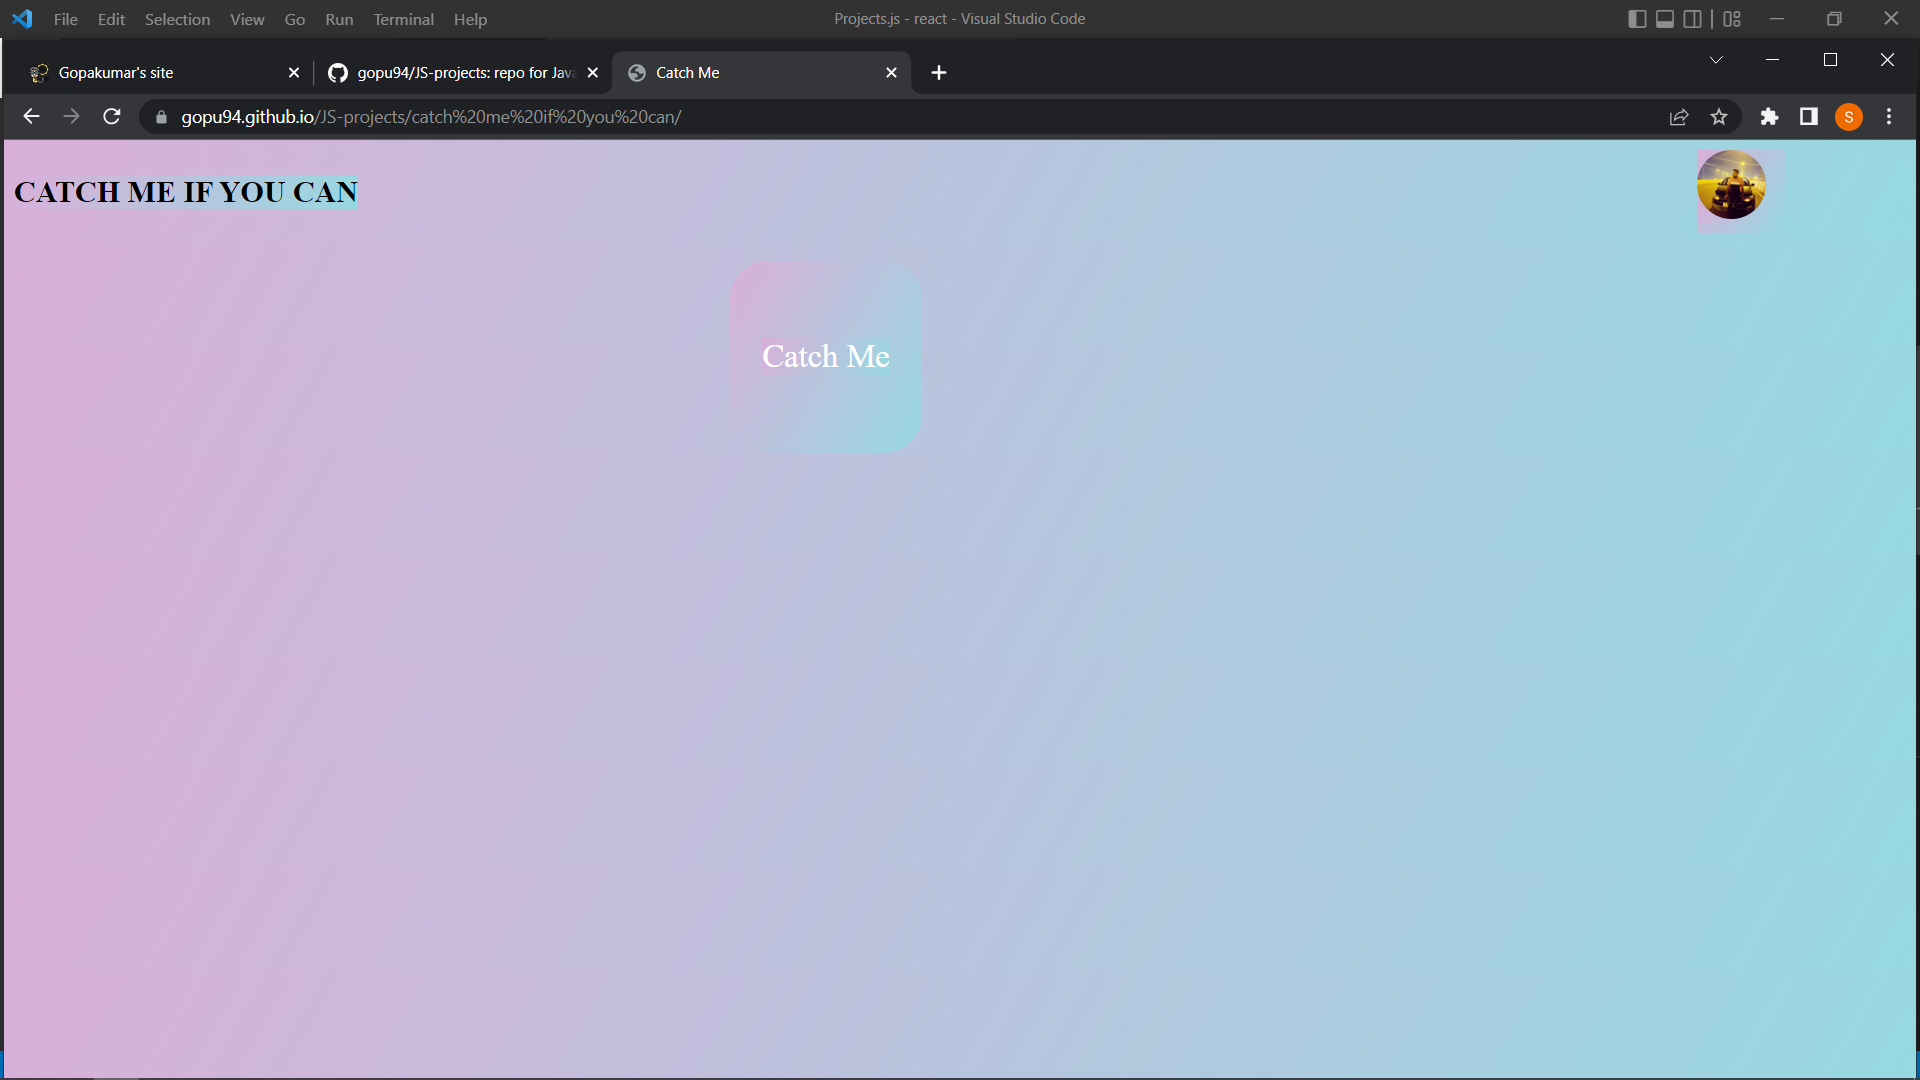 File Edit Selection View Go Run Terminal Help
Projects.js - react - Visual Studio Code
Gopakumar's site
gopu94/JS-projects: repo for Java
Catch Me
gopu94.github.io/JS-projects/catch%20me%20if%20you%20can/
S
CATCH ME IF YOU CAN
Catch Me